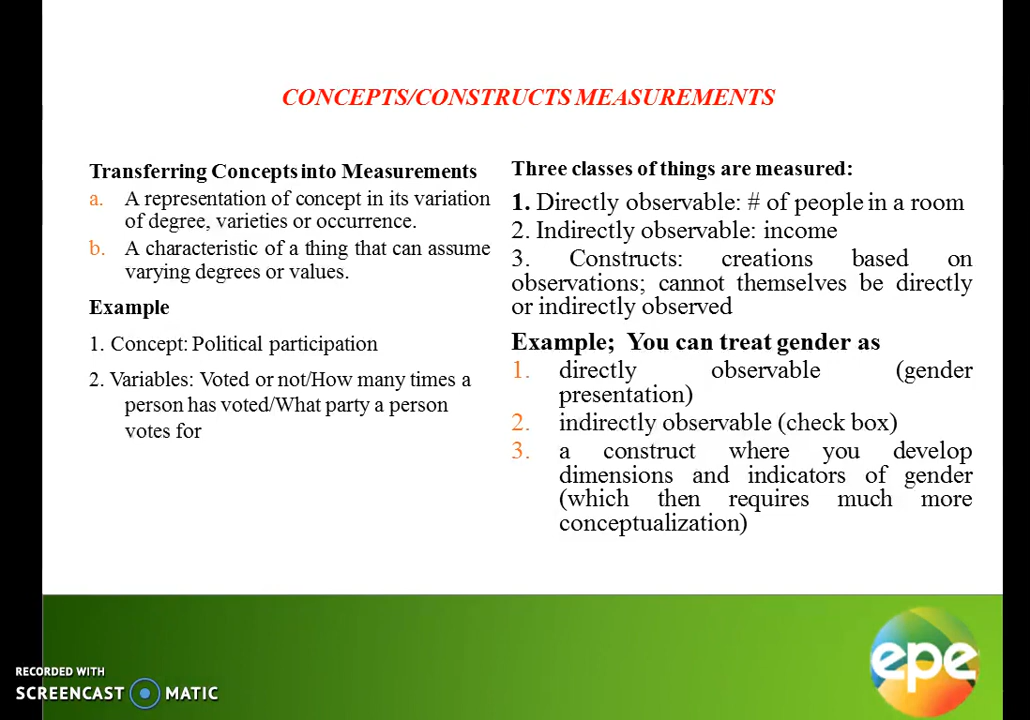 CONCEPTS/CONSTRUCTS MEASUREMENTS
Transferring Concepts into Measurements
a. A representation of concept in its variation
of degree, varieties or occurrence.
b. A characteristic of a thing that can assume
varying degrees or values.
Example
1. Concept: Political participation
2. Variables: Voted or not/How many times a
person has voted/What party a person
votes for
Three classes of things are measured:
1. Directly observable: # of people in a room
2. Indirectly observable: income
3. Constructs: creations based on
observations; cannot themselves be directly
or indirectly observed
Example; You can treat gender as
1. directly observable (gender
presentation)
2. indirectly observable (check box)
3. a construct where you develop
dimensions and indicators of gender
(which then requires much more
conceptualization)
RECORDED WITH
SCREENCAST MATIC
epe